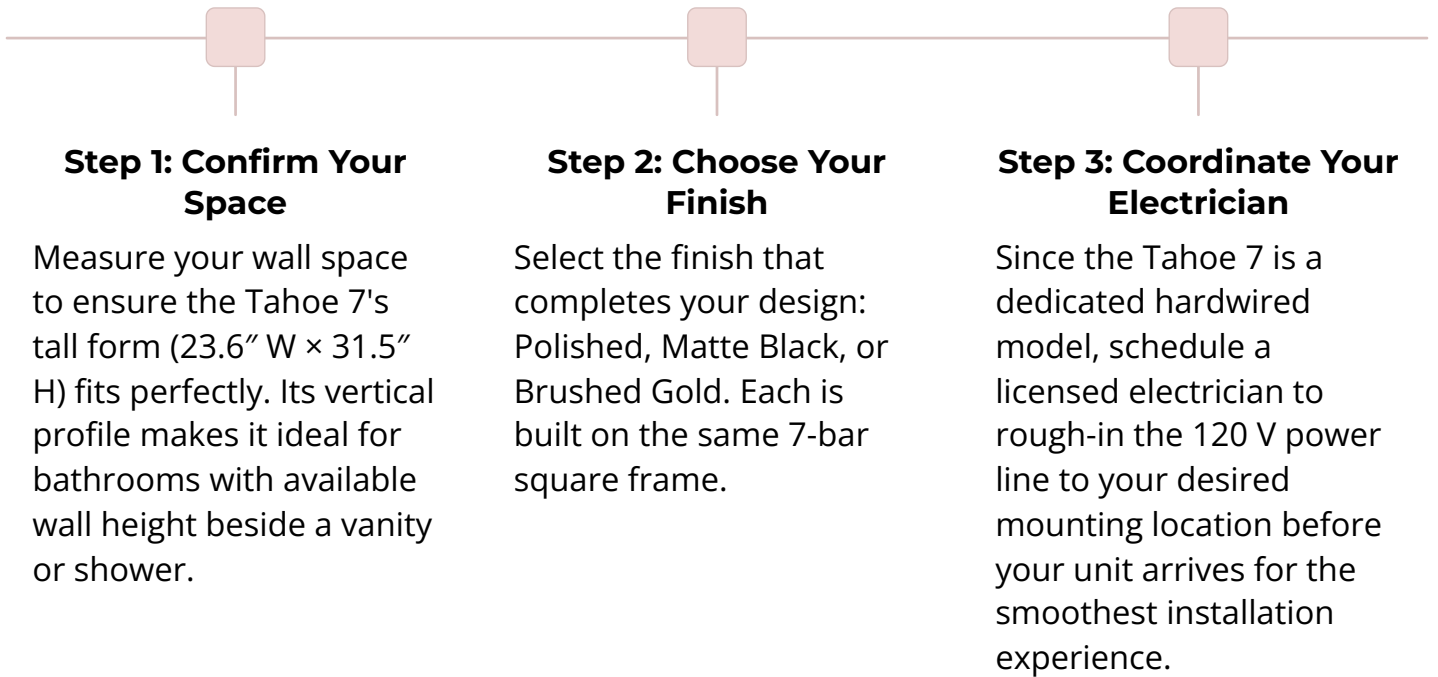 Step 1: Confirm Your
Space
Measure your wall space
to ensure the Tahoe 7's
tall form (23.6″ W × 31.5″
H) fits perfectly. Its vertical
profile makes it ideal for
bathrooms with available
wall height beside a vanity
or shower.
Step 2: Choose Your
Finish
Select the finish that
completes your design:
Polished, Matte Black, or
Brushed Gold. Each is
built on the same 7-bar
square frame.
Step 3: Coordinate Your
Electrician
Since the Tahoe 7 is a
dedicated hardwired
model, schedule a
licensed electrician to
rough-in the 120 V power
line to your desired
mounting location before
your unit arrives for the
smoothest installation
experience.